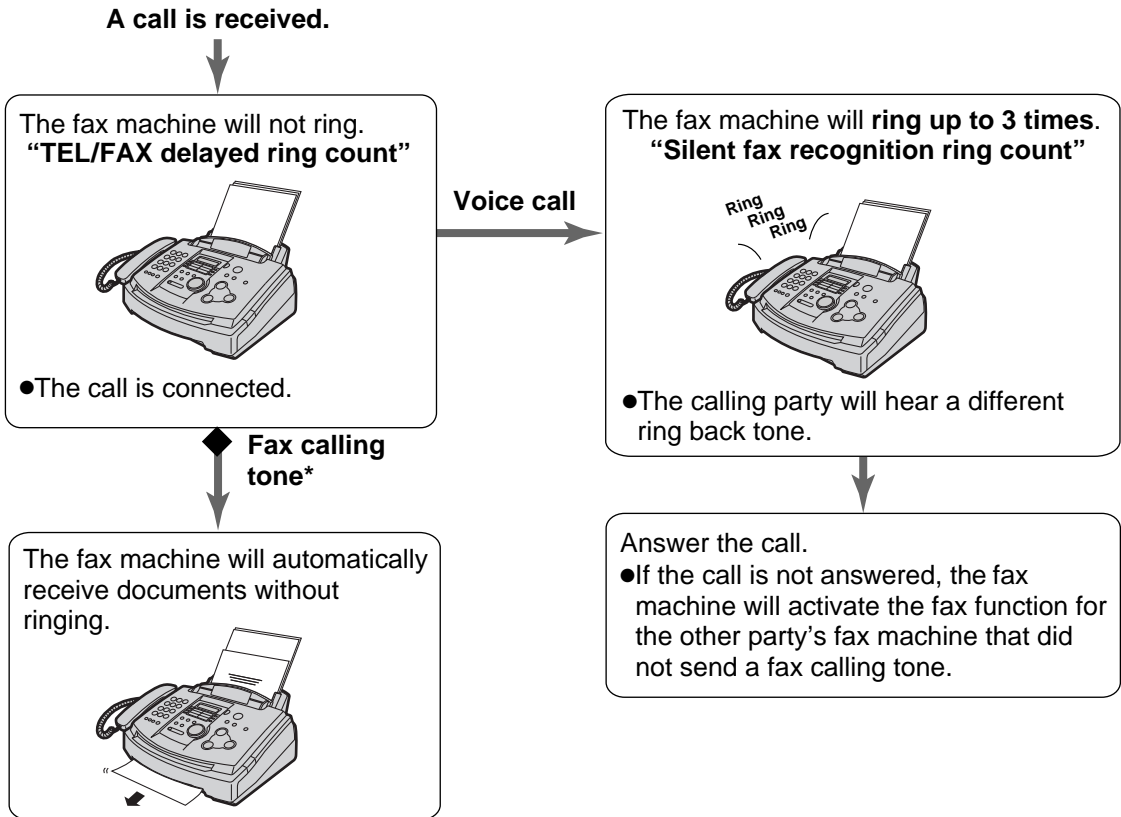 A call is received.
The fax machine will not ring.
“TEL/FAX delayed ring count”
●The call is connected.
Voice call
The fax machine will ring up to 3 times.
“Silent fax recognition ring count”
Ring
Ring
Ring
●The calling party will hear a different
ring back tone.
Fax calling
tone*
The fax machine will automatically
receive documents without
ringing.
Answer the call.
●If the call is not answered, the fax
machine will activate the fax function for
the other party’s fax machine that did
not send a fax calling tone.